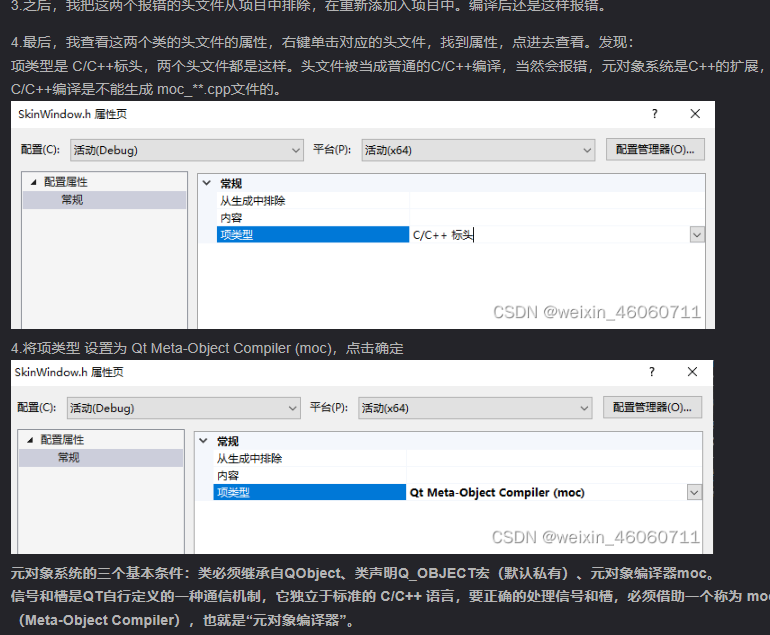 3.之后，我把这两个报错的头文件从项目中排除，在重新添加入项目中。编译后还是这样报错。
4.最后，我查看这两个类的头文件的属性，右键单击对应的头文件，找到属性，点进去查看。发现：
项类型是 C/C++标头，两个头文件都是这样。头文件被当成普通的C/C++编译，当然会报错，元对象系统是C++的扩展，
C/C++编译是不能生成 moc_**.cpp文件的。
SkinWindow.h 属性页 ? ×
配置(C): 活动(Debug) 平台(P): 活动(x64) 配置管理器(O)...
配置属性
常规
常规
从生成中排除
内容
项类型 C/C++ 标头
CSDN @weixin_46060711
4.将项类型 设置为 Qt Meta-Object Compiler (moc)，点击确定
SkinWindow.h 属性页 ? ×
配置(C): 活动(Debug) 平台(P): 活动(x64) 配置管理器(O)...
配置属性
常规
常规
从生成中排除
内容
项类型 Qt Meta-Object Compiler (moc)
CSDN @weixin_46060711
元对象系统的三个基本条件：类必须继承自QObject、类声明Q_OBJECT宏（默认私有）、元对象编译器moc。
信号和槽是QT自行定义的一种通信机制，它独立于标准的 C/C++ 语言，要正确的处理信号和槽，必须借助一个称为 moc
（Meta-Object Compiler），也就是“元对象编译器”。